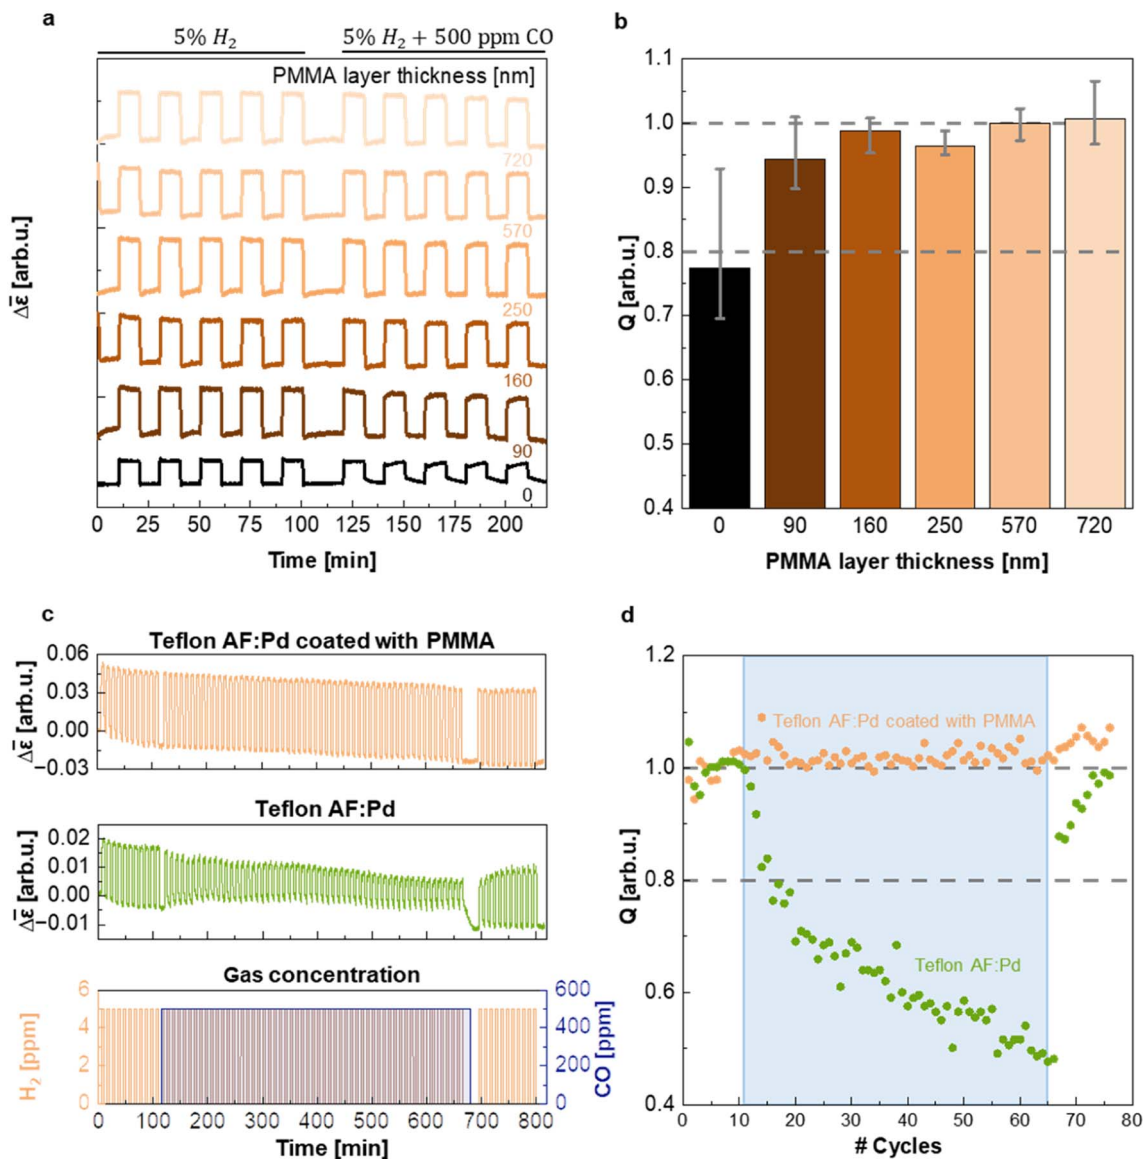 a
5% H₂
5% H₂ + 500 ppm CO
PMMA layer thickness [nm]
720
570
250
160
90
0
Δε̄ [arb.u.]
0 25 50 75 100 125 150 175 200
Time [min]
b
1.1
1.0
0.9
0.8
0.7
0.6
0.5
0.4
Q [arb.u.]
0 90 160 250 570 720
PMMA layer thickness [nm]
c
Teflon AF:Pd coated with PMMA
0.06
0.03
0.00
−0.03
Δε̄ [arb.u.]
Teflon AF:Pd
0.02
0.01
0.00
−0.01
Δε̄ [arb.u.]
Gas concentration
6
4
2
0
H₂ [ppm]
600
400
200
0
CO [ppm]
0 100 200 300 400 500 600 700 800
Time [min]
d
1.2
1.0
0.8
0.6
0.4
Q [arb.u.]
Teflon AF:Pd coated with PMMA
Teflon AF:Pd
0 10 20 30 40 50 60 70 80
# Cycles